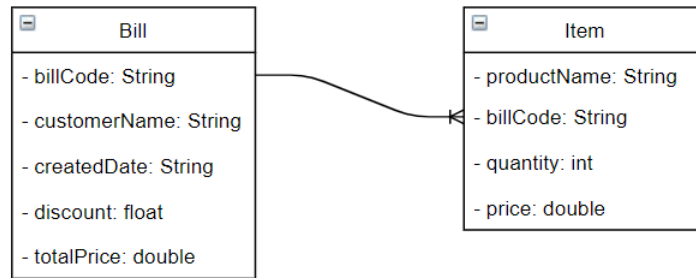 Bill
- billCode: String
- customerName: String
- createdDate: String
- discount: float
- totalPrice: double
Item
- productName: String
- billCode: String
- quantity: int
- price: double